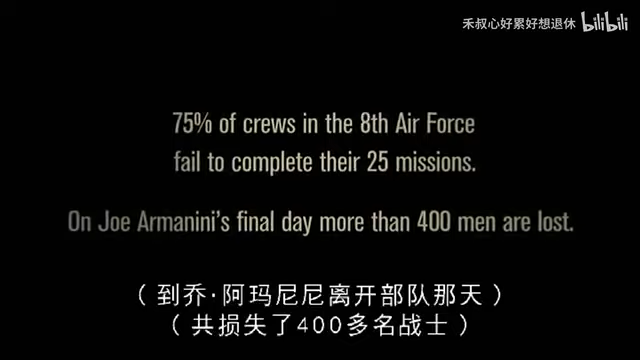 禾叔心好累好想退休 bilibili
75% of crews in the 8th Air Force
fail to complete their 25 missions.
On Joe Armanini's final day more than 400 men are lost.
（到乔·阿玛尼尼离开部队那天）
（共损失了400多名战士）